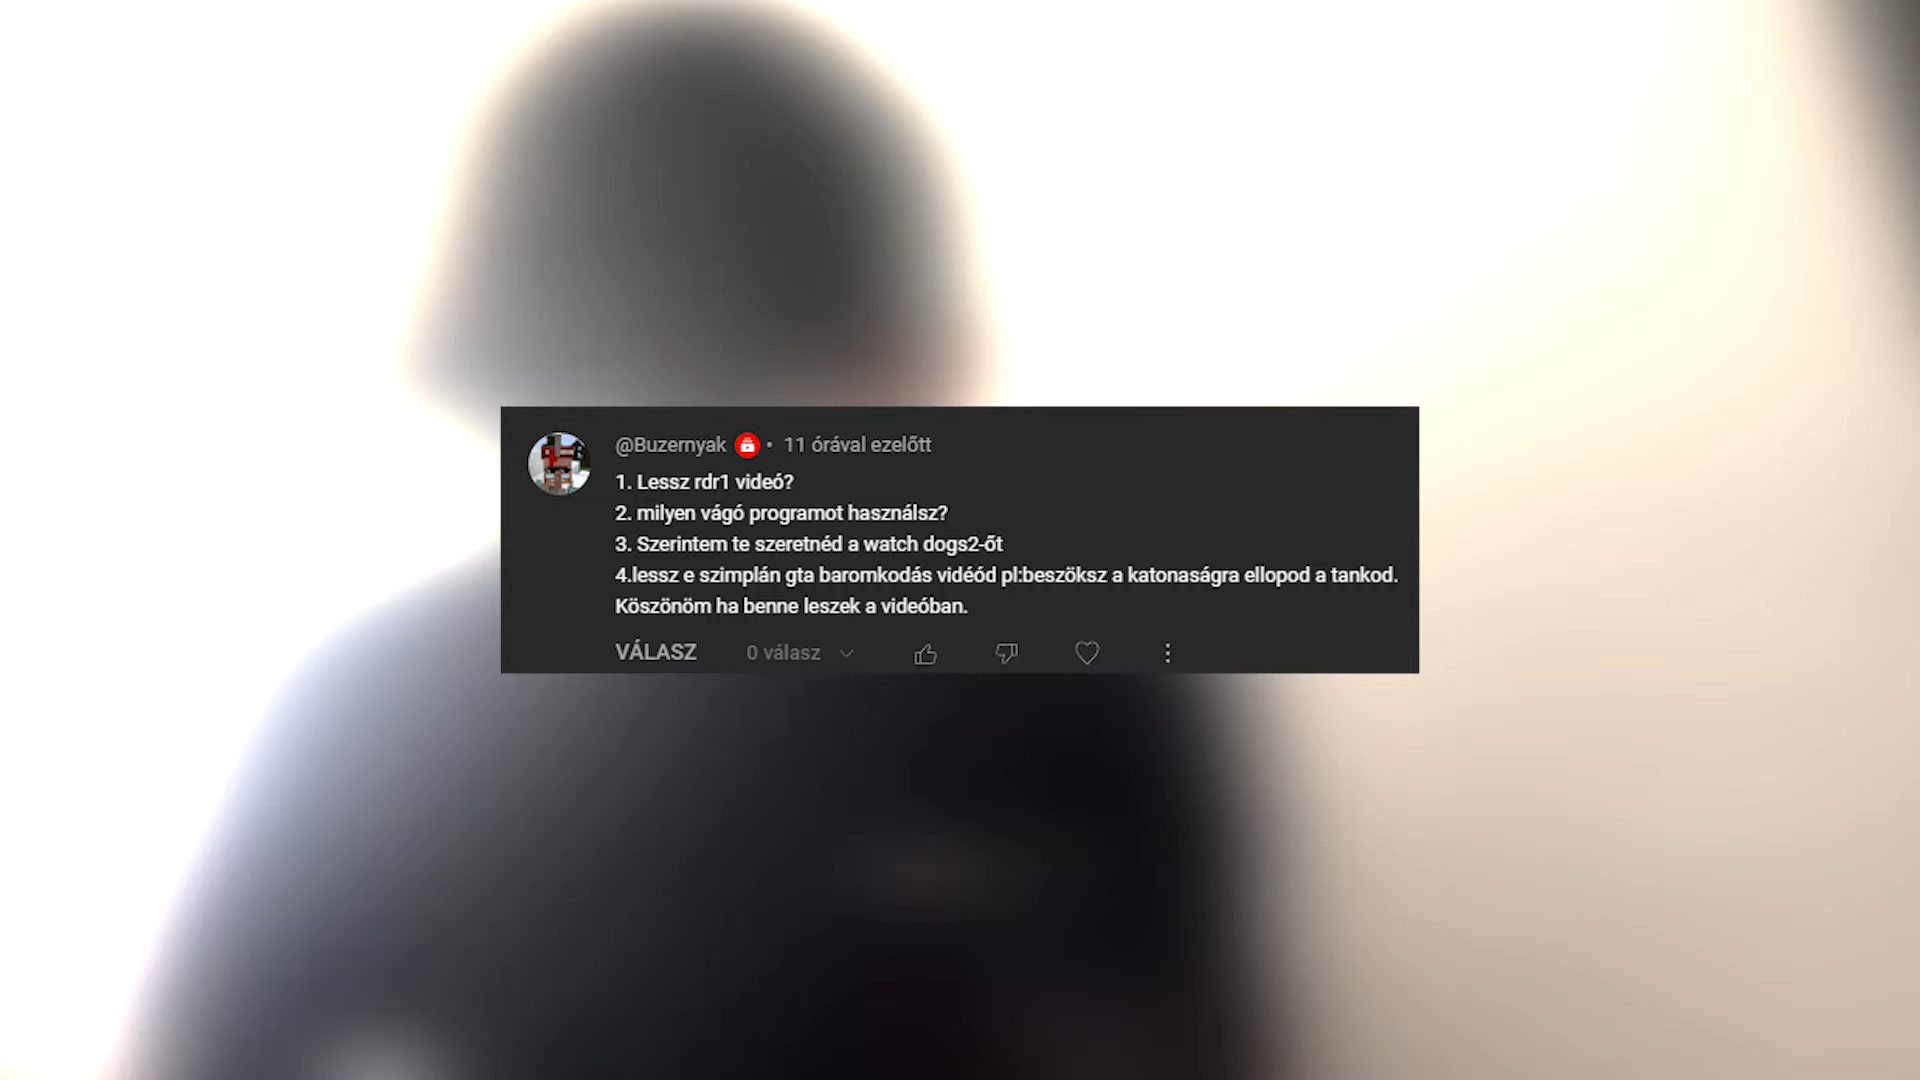 @Buzernyak • 11 órával ezelőtt
1. Lessz rdr1 videó?
2. milyen vágó programot használsz?
3. Szerintem te szeretnéd a watch dogs2-őt
4.lessz e szimplán gta baromkodás vidéód pl:beszöksz a katonaságra ellopod a tankod.
Köszönöm ha benne leszek a videóban.
VÁLASZ 0 válasz